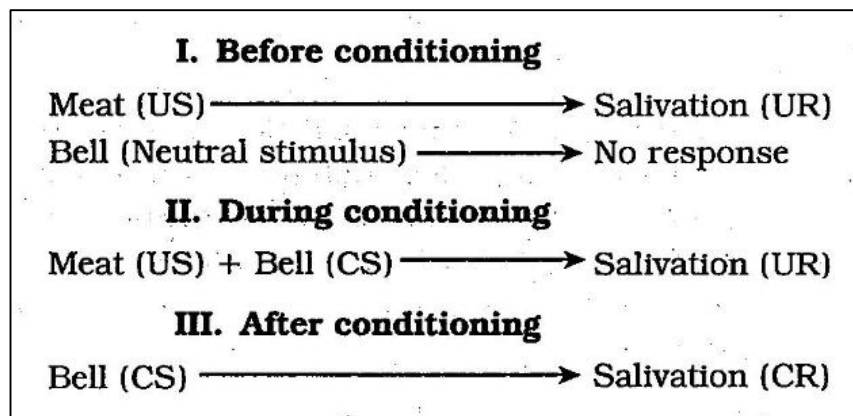 I. Before conditioning
Meat (US) → Salivation (UR)
Bell (Neutral stimulus) → No response
II. During conditioning
Meat (US) + Bell (CS) → Salivation (UR)
III. After conditioning
Bell (CS) → Salivation (CR)